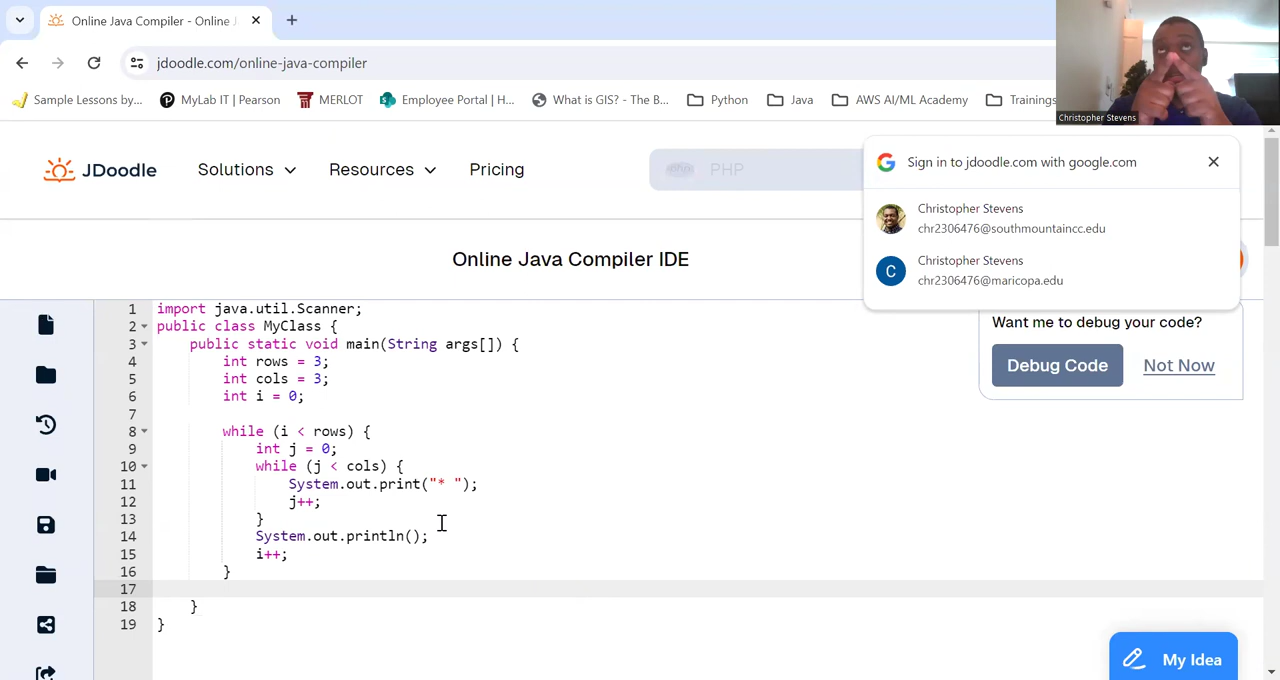 Online Java Compiler - Online J
jdoodle.com/online-java-compiler
Sample Lessons by...
MyLab IT | Pearson
MERLOT
Employee Portal | H...
What is GIS? - The B...
Python
Java
AWS AI/ML Academy
Trainings
Christopher Stevens
JDoodle
Solutions
Resources
Pricing
php
PHP
Sign in to jdoodle.com with google.com
Christopher Stevens
chr2306476@southmountaincc.edu
C
Christopher Stevens
chr2306476@maricopa.edu
Online Java Compiler IDE
Want me to debug your code?
Debug Code
Not Now
1 import java.util.Scanner;
2 public class MyClass {
3 public static void main(String args[]) {
4 int rows = 3;
5 int cols = 3;
6 int i = 0;
7
8 while (i < rows) {
9 int j = 0;
10 while (j < cols) {
11 System.out.print("* ");
12 j++;
13 }
14 System.out.println();
15 i++;
16 }
17
18 }
19 }
My Idea